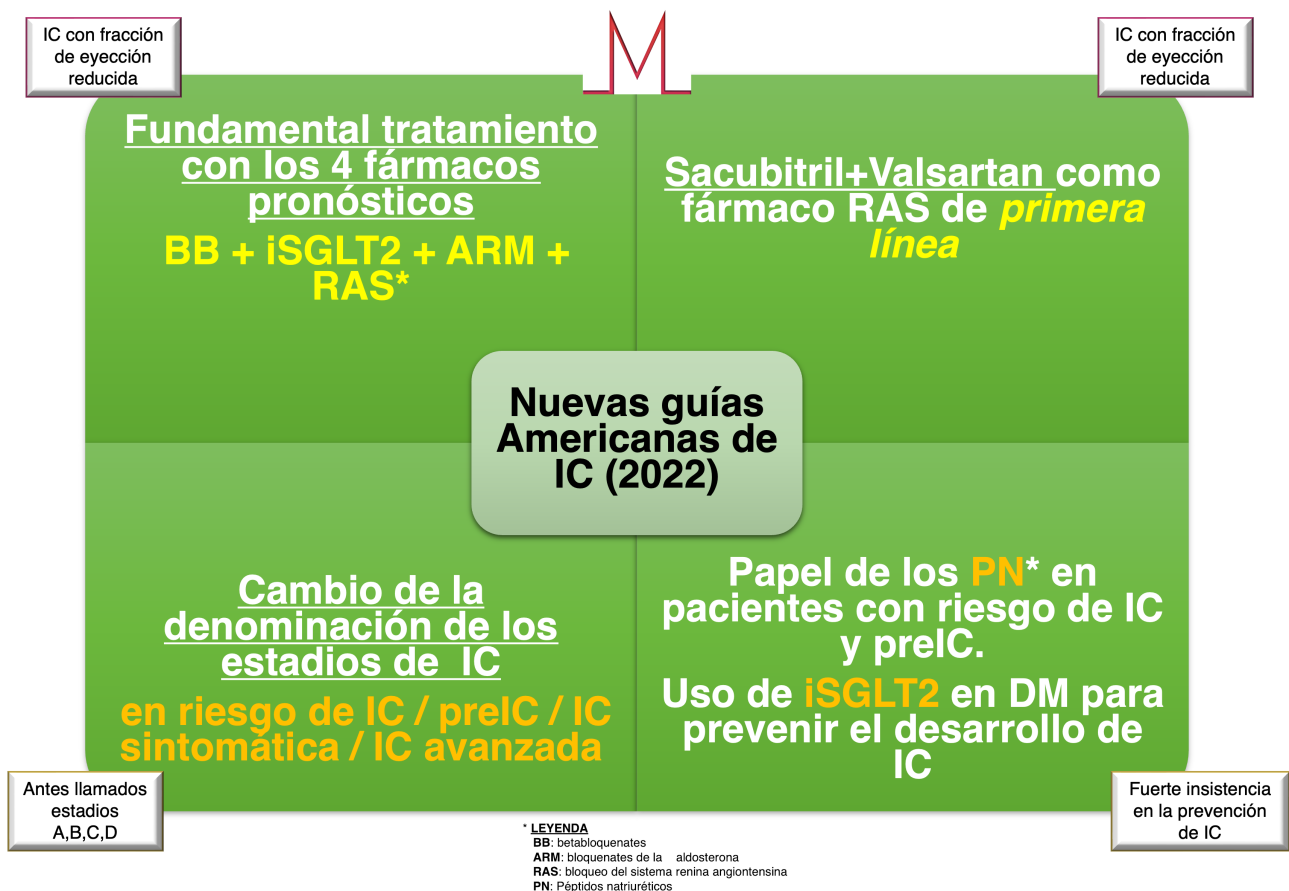 IC con fracción
de eyección
reducida
IC con fracción
de eyección
reducida
Fundamental tratamiento
con los 4 fármacos
pronósticos
BB + iSGLT2 + ARM +
RAS*
Sacubitril+Valsartan como
fármaco RAS de primera
línea
Nuevas guías
Americanas de
IC (2022)
Cambio de la
denominación de los
estadios de IC
en riesgo de IC / preIC / IC
sintomática / IC avanzada
Papel de los PN* en
pacientes con riesgo de IC
y preIC.
Uso de iSGLT2 en DM para
prevenir el desarrollo de
IC
Antes llamados
estadios
A,B,C,D
Fuerte insistencia
en la prevención
de IC
* LEYENDA
BB: betabloquenates
ARM: bloquenates de la aldosterona
RAS: bloqueo del sistema renina angiontensina
PN: Péptidos natriuréticos